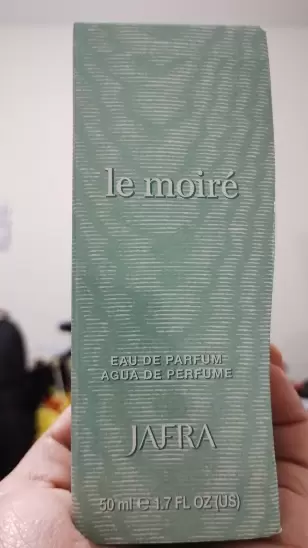 le moiré
EAU DE PARFUM
AGUA DE PERFUME
JAFRA
50 ml ℮ 1.7 FL OZ (US)